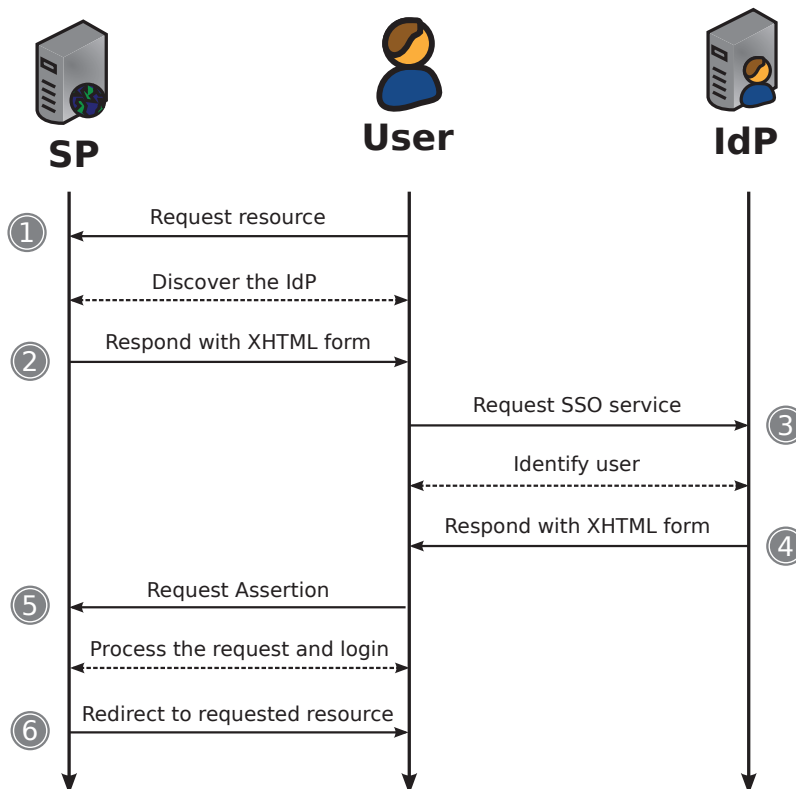 SP
User
IdP
1
Request resource
Discover the IdP
2
Respond with XHTML form
Request SSO service
3
Identify user
Respond with XHTML form
4
5
Request Assertion
Process the request and login
6
Redirect to requested resource